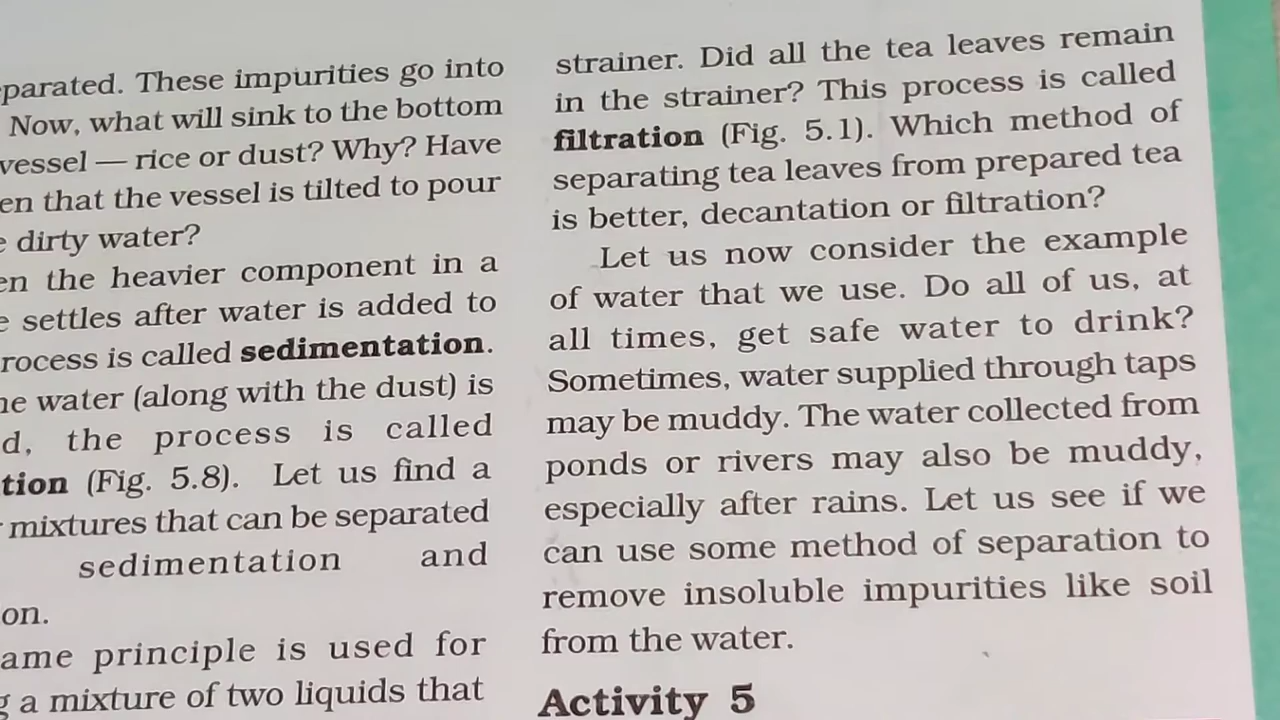 parated. These impurities go into
Now, what will sink to the bottom
vessel — rice or dust? Why? Have
en that the vessel is tilted to pour
dirty water?
en the heavier component in a
settles after water is added to
rocess is called sedimentation.
water (along with the dust) is
d, the process is called
tion (Fig. 5.8). Let us find a
mixtures that can be separated
sedimentation and
on.
ame principle is used for
a mixture of two liquids that
strainer. Did all the tea leaves remain
in the strainer? This process is called
filtration (Fig. 5.1). Which method of
separating tea leaves from prepared tea
is better, decantation or filtration?
Let us now consider the example
of water that we use. Do all of us, at
all times, get safe water to drink?
Sometimes, water supplied through taps
may be muddy. The water collected from
ponds or rivers may also be muddy,
especially after rains. Let us see if we
can use some method of separation to
remove insoluble impurities like soil
from the water.
Activity 5